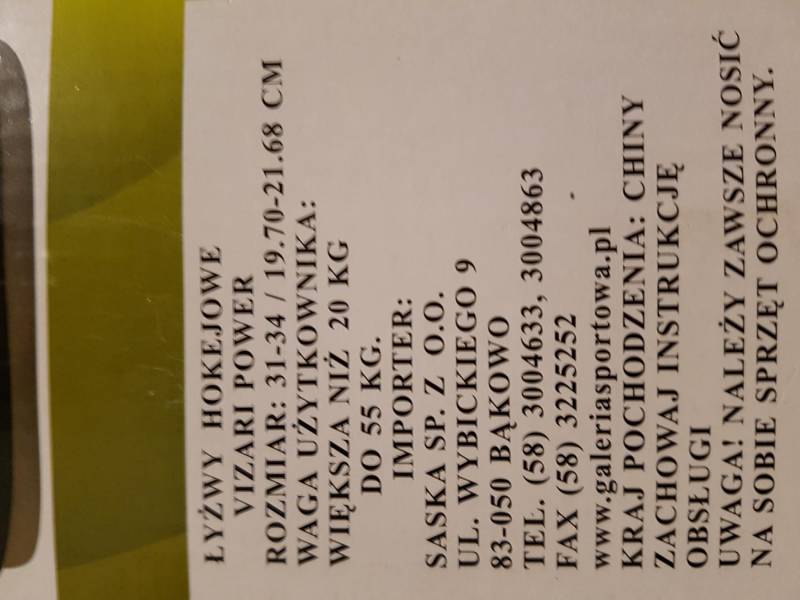 ŁYŻWY HOKEJOWE
VIZARI POWER
ROZMIAR: 31-34 / 19.70-21.68 CM
WAGA UŻYTKOWNIKA:
WIĘKSZA NIŻ 20 KG
DO 55 KG.
IMPORTER:
SASKA SP. Z O.O.
UL. WYBICKIEGO 9
83-050 BĄKOWO
TEL. (58) 3004633, 3004863
FAX (58) 3225252
www.galeriasportowa.pl
KRAJ POCHODZENIA: CHINY
ZACHOWAJ INSTRUKCJĘ
OBSŁUGI
UWAGA! NALEŻY ZAWSZE NOSIĆ
NA SOBIE SPRZĘT OCHRONNY.